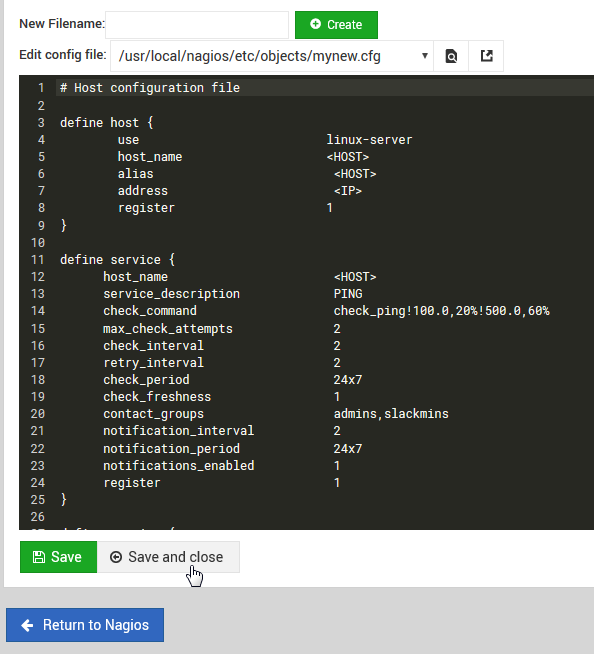 New Filename: Create
Edit config file: /usr/local/nagios/etc/objects/mynew.cfg
1 # Host configuration file
2
3 define host {
4 use linux-server
5 host_name <HOST>
6 alias <HOST>
7 address <IP>
8 register 1
9 }
10
11 define service {
12 host_name <HOST>
13 service_description PING
14 check_command check_ping!100.0,20%!500.0,60%
15 max_check_attempts 2
16 check_interval 2
17 retry_interval 2
18 check_period 24x7
19 check_freshness 1
20 contact_groups admins,slackmins
21 notification_interval 2
22 notification_period 24x7
23 notifications_enabled 1
24 register 1
25 }
26
Save Save and close
Return to Nagios